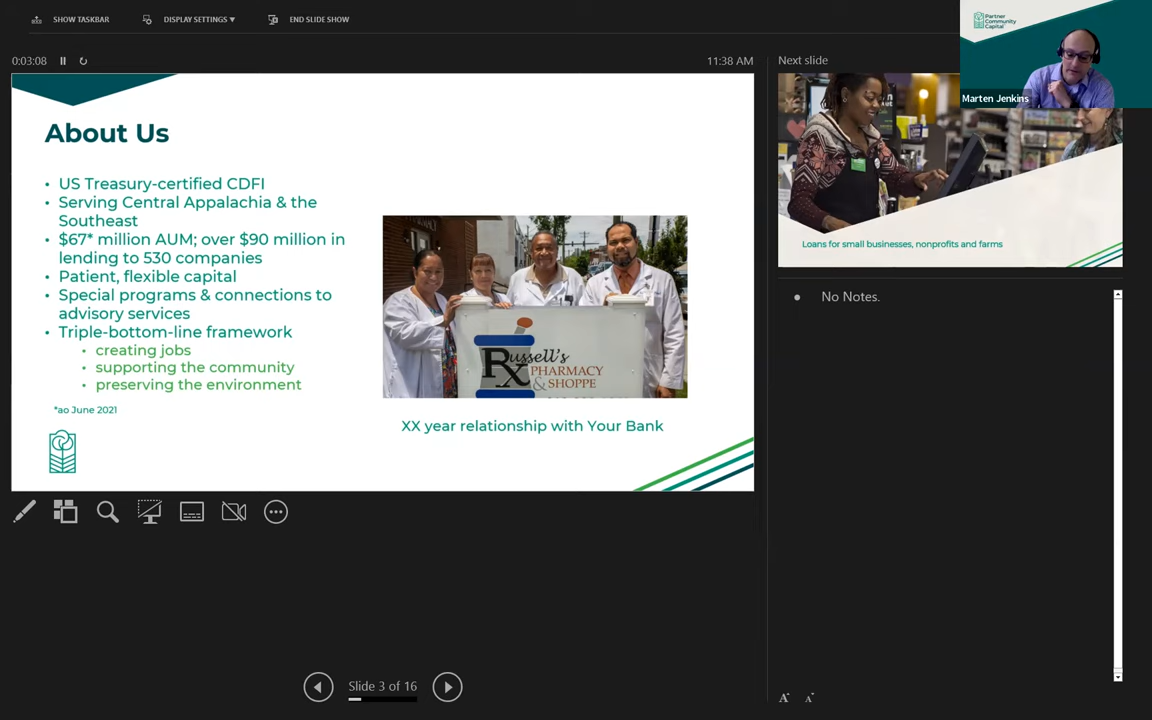 SHOW TASKBAR
DISPLAY SETTINGS ▼
END SLIDE SHOW
Partner
Community
Capital
Marten Jenkins
0:03:08
11:38 AM
Next slide
About Us
• US Treasury-certified CDFI
• Serving Central Appalachia & the
Southeast
• $67* million AUM; over $90 million in
lending to 530 companies
• Patient, flexible capital
• Special programs & connections to
advisory services
• Triple-bottom-line framework
• creating jobs
• supporting the community
• preserving the environment
*ao June 2021
Russell's
Rx
PHARMACY
& SHOPPE
XX year relationship with Your Bank
Loans for small businesses, nonprofits and farms
• No Notes.
Slide 3 of 16
A A